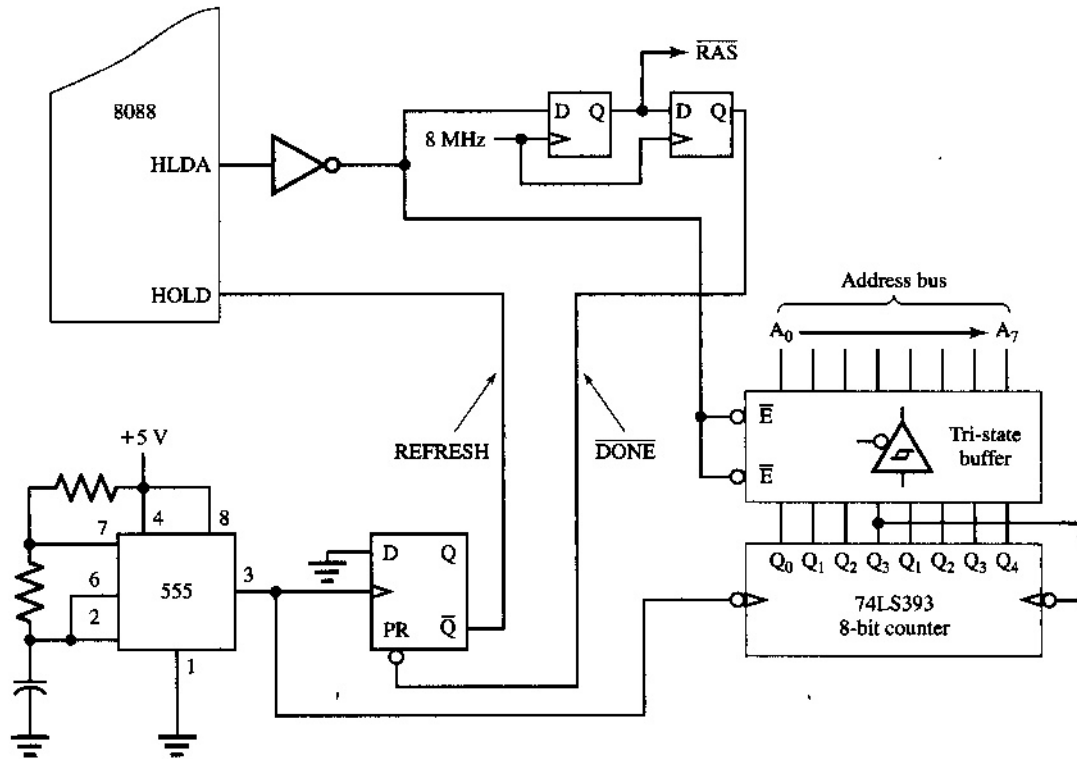 RAS
8088
D Q
D Q
8 MHz
HLDA
HOLD
Address bus
A0 A7
+5 V
REFRESH
DONE
E
E
Tri-state
buffer
7 4 8
6
2
555
3
1
D Q
PR Q
Q0 Q1 Q2 Q3 Q1 Q2 Q3 Q4
74LS393
8-bit counter